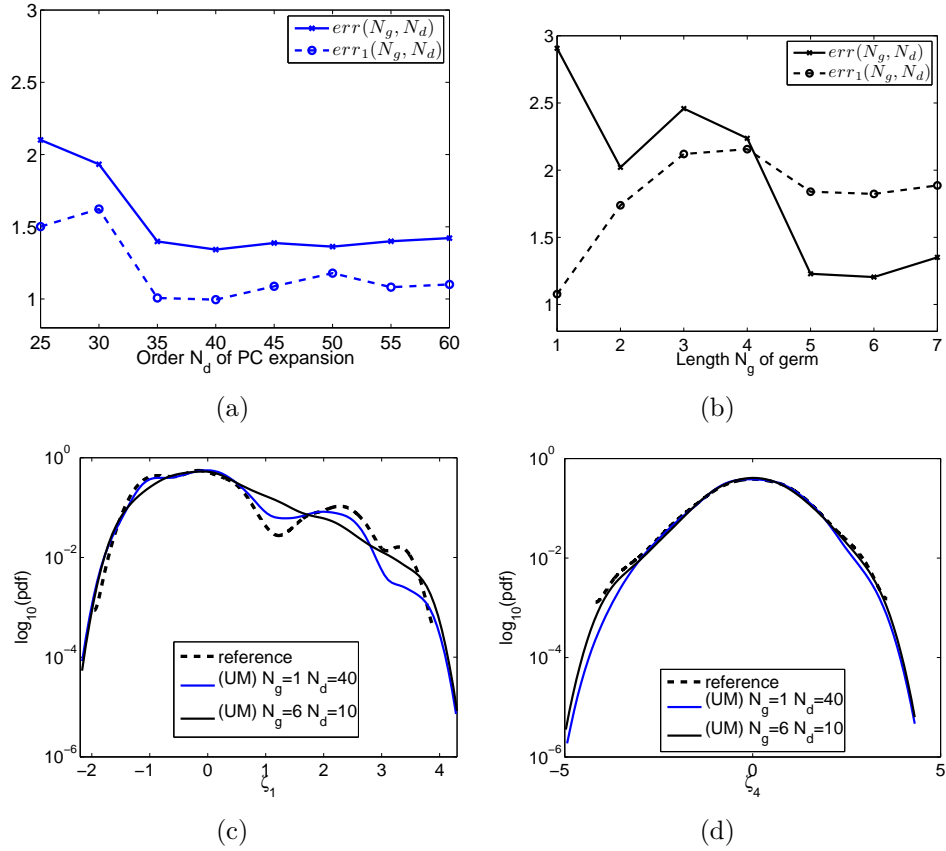 3
2.5
2
1.5
1
25 30 35 40 45 50 55 60
Order N_d of PC expansion
err(N_g, N_d)
err_1(N_g, N_d)
(a)
3
2.5
2
1.5
1
1 2 3 4 5 6 7
Length N_g of germ
err(N_g, N_d)
err_1(N_g, N_d)
(b)
10^0
10^−2
10^−4
10^−6
log_10(pdf)
−2 −1 0 1 2 3 4
ζ_1
reference
(UM) N_g=1 N_d=40
(UM) N_g=6 N_d=10
(c)
10^0
10^−2
10^−4
10^−6
log_10(pdf)
−5 0 5
ζ_4
reference
(UM) N_g=1 N_d=40
(UM) N_g=6 N_d=10
(d)